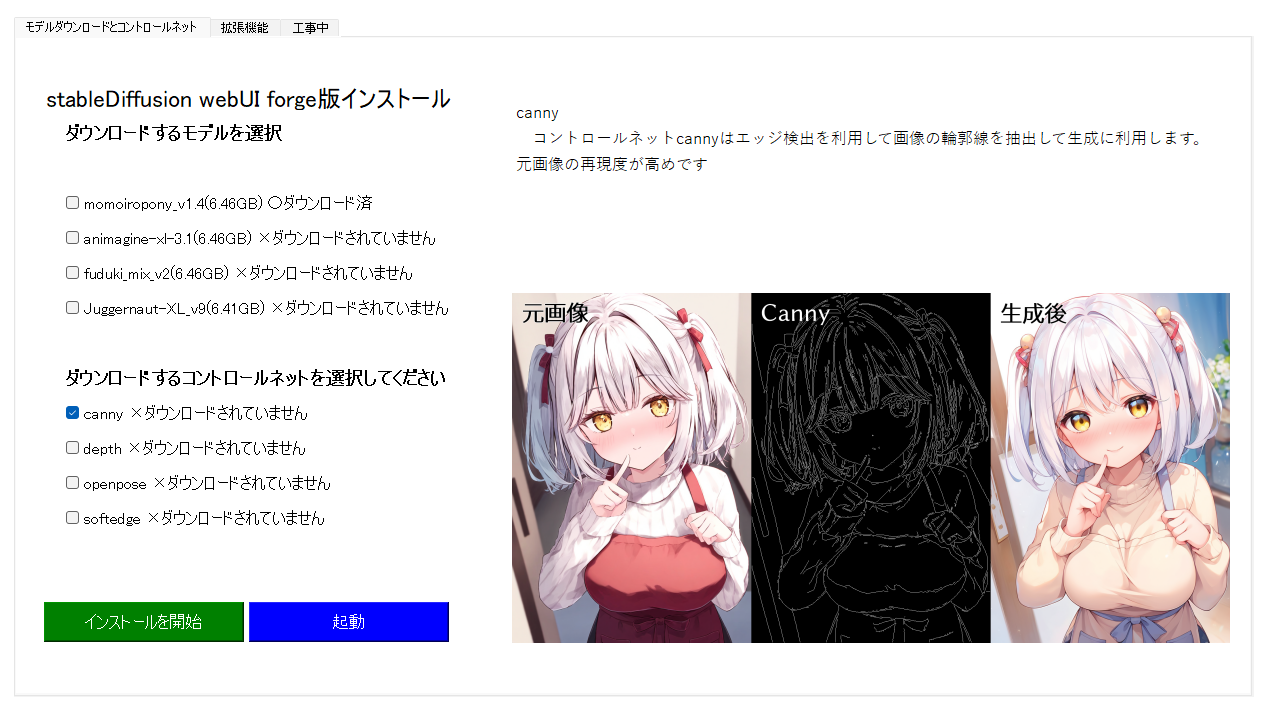 モデルダウンロードとコントロールネット 拡張機能 工事中
stableDiffusion webUI forge版インストール
ダウンロードするモデルを選択
momoiropony_v1.4(6.46GB) 〇ダウンロード済
animagine-xl-3.1(6.46GB) ×ダウンロードされていません
fuduki_mix_v2(6.46GB) ×ダウンロードされていません
Juggernaut-XL_v9(6.41GB) ×ダウンロードされていません
ダウンロードするコントロールネットを選択してください
canny ×ダウンロードされていません
depth ×ダウンロードされていません
openpose ×ダウンロードされていません
softedge ×ダウンロードされていません
インストールを開始 起動
canny
コントロールネットcannyはエッジ検出を利用して画像の輪郭線を抽出して生成に利用します。
元画像の再現度が高めです
元画像 Canny 生成後